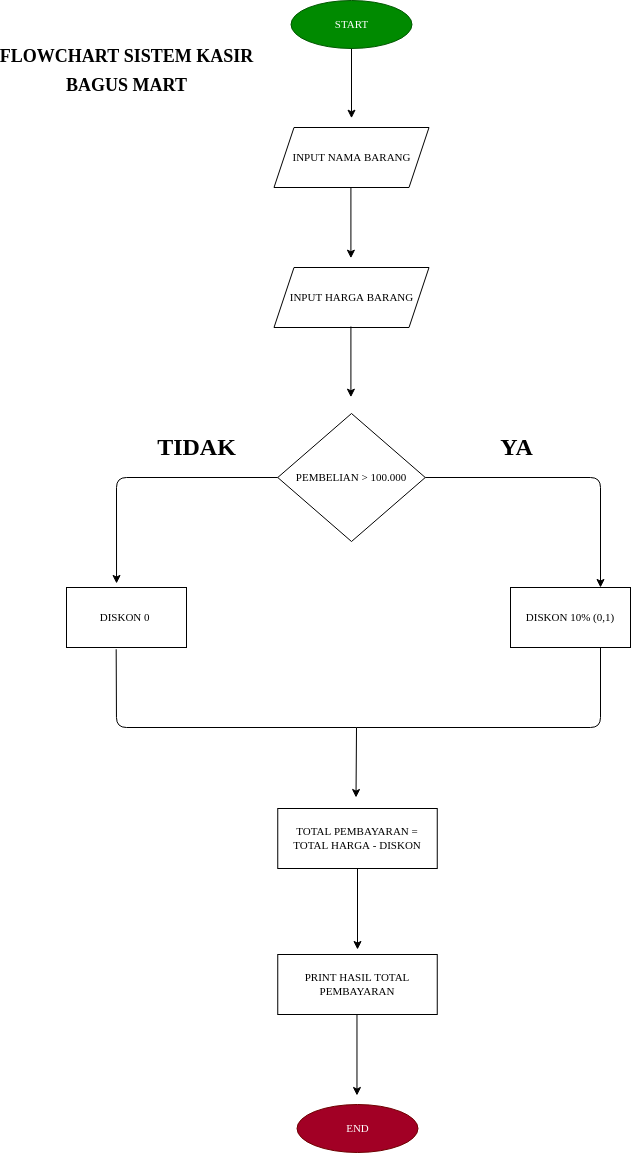 START
FLOWCHART SISTEM KASIR
BAGUS MART
INPUT NAMA BARANG
INPUT HARGA BARANG
TIDAK
YA
PEMBELIAN > 100.000
DISKON 0
DISKON 10% (0,1)
TOTAL PEMBAYARAN =
TOTAL HARGA - DISKON
PRINT HASIL TOTAL
PEMBAYARAN
END